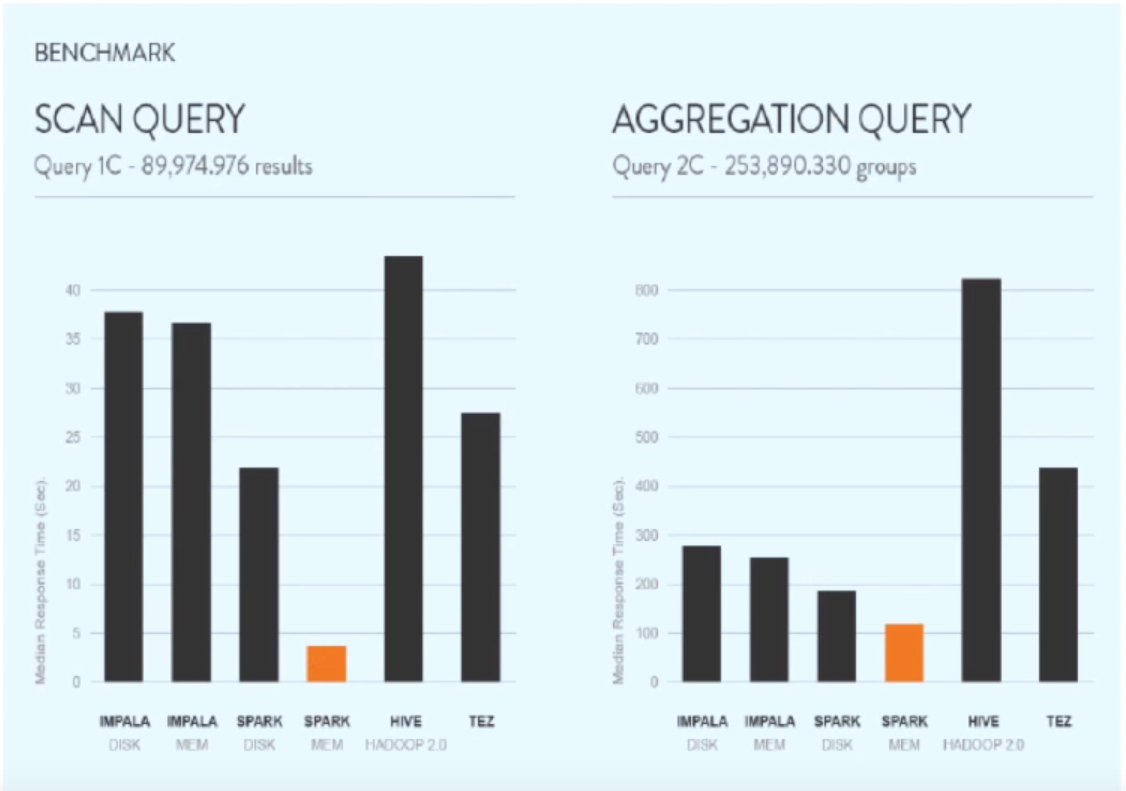 BENCHMARK
SCAN QUERY
Query 1C - 89,974.976 results
40
35
30
25
20
15
10
5
0
Median Response Time (Sec).
IMPALA IMPALA SPARK SPARK HIVE TEZ
DISK MEM DISK MEM HADOOP 2.0
AGGREGATION QUERY
Query 2C - 253,890.330 groups
800
700
600
500
400
300
200
100
0
Median Response Time (Sec).
IMPALA IMPALA SPARK SPARK HIVE TEZ
DISK MEM DISK MEM HADOOP 2.0